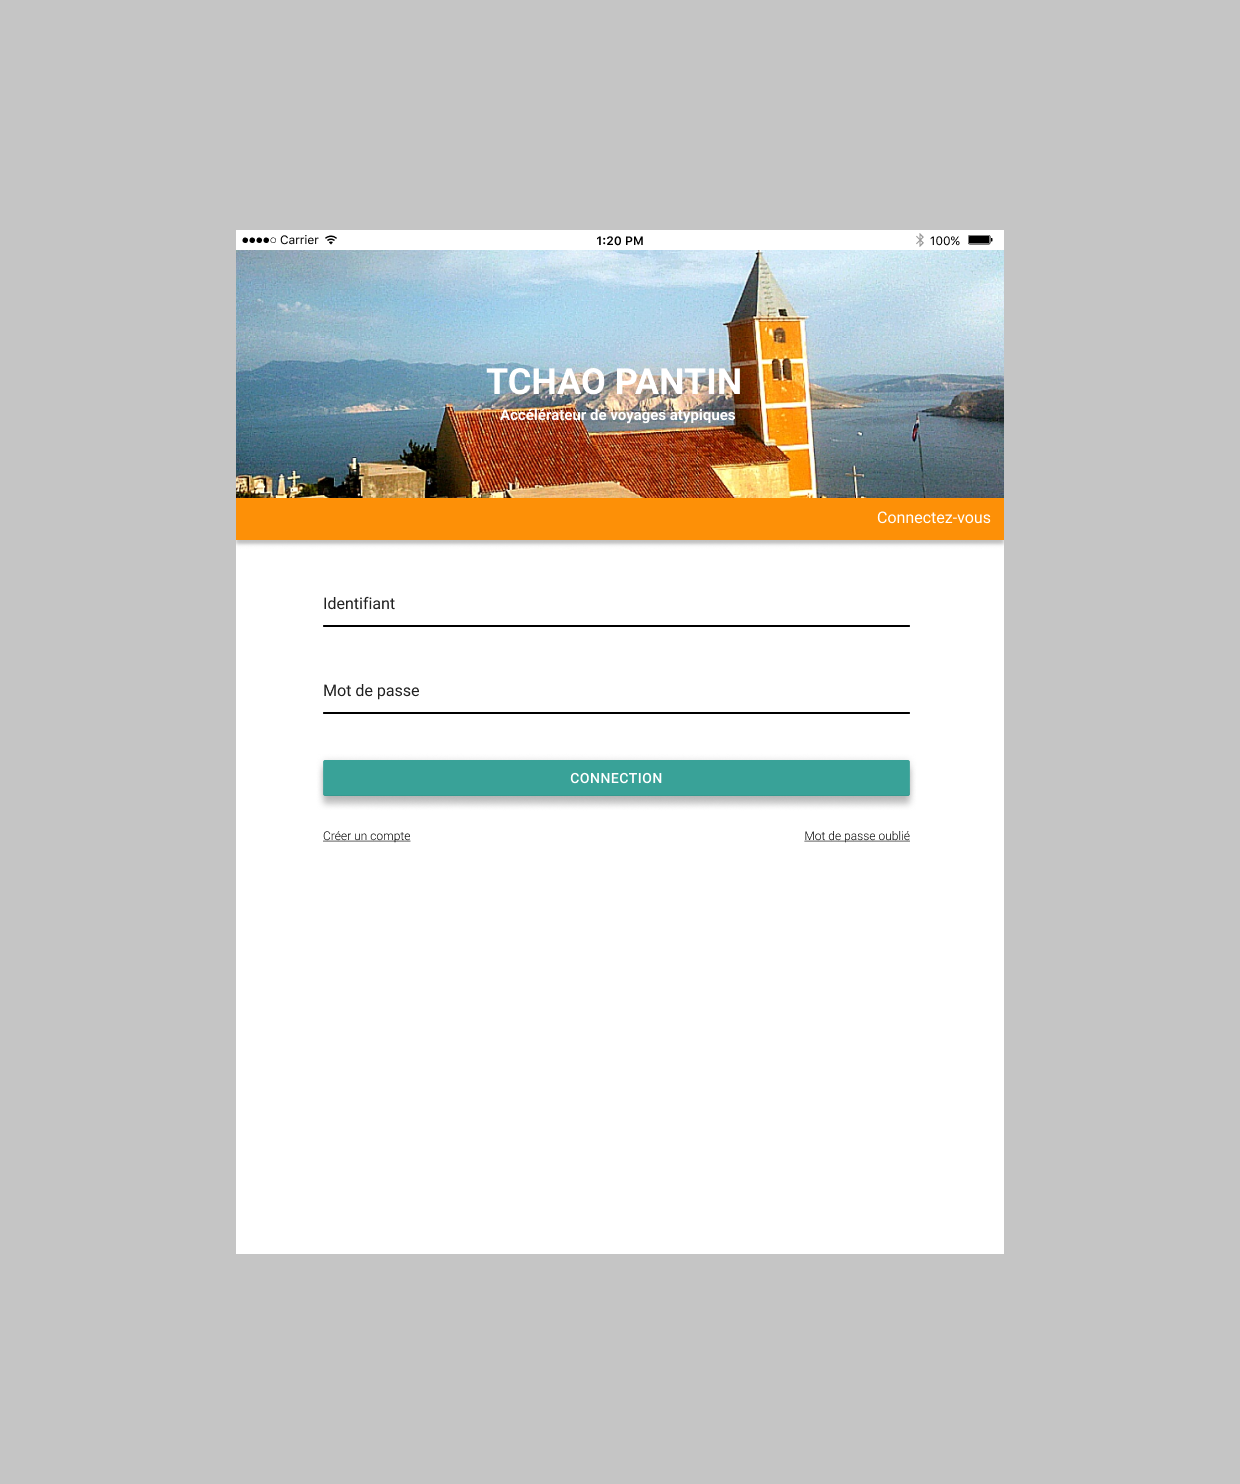 Carrier 1:20 PM 100%
TCHAO PANTIN
Accélérateur de voyages atypiques
Connectez-vous
Identifiant
Mot de passe
CONNECTION
Créer un compte Mot de passe oublié